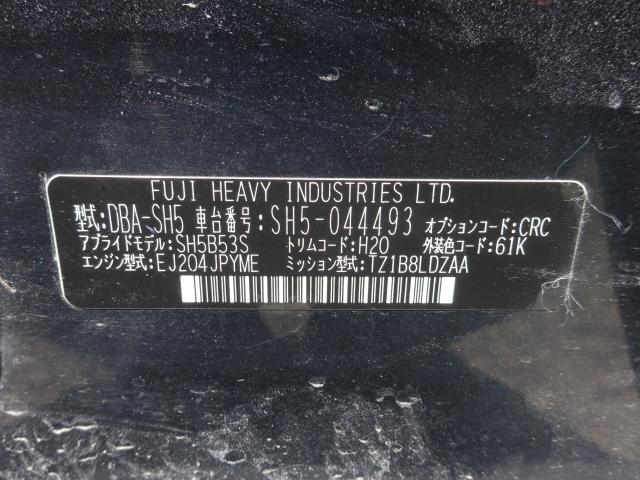 FUJI HEAVY INDUSTRIES LTD.
型式:DBA-SH5 車台番号:SH5-044493 オプションコード:CRC
アプライドモデル:SH5B53S トリムコード:H20 外装色コード:61K
エンジン型式:EJ204JPYME ミッション型式:TZ1B8LDZAA